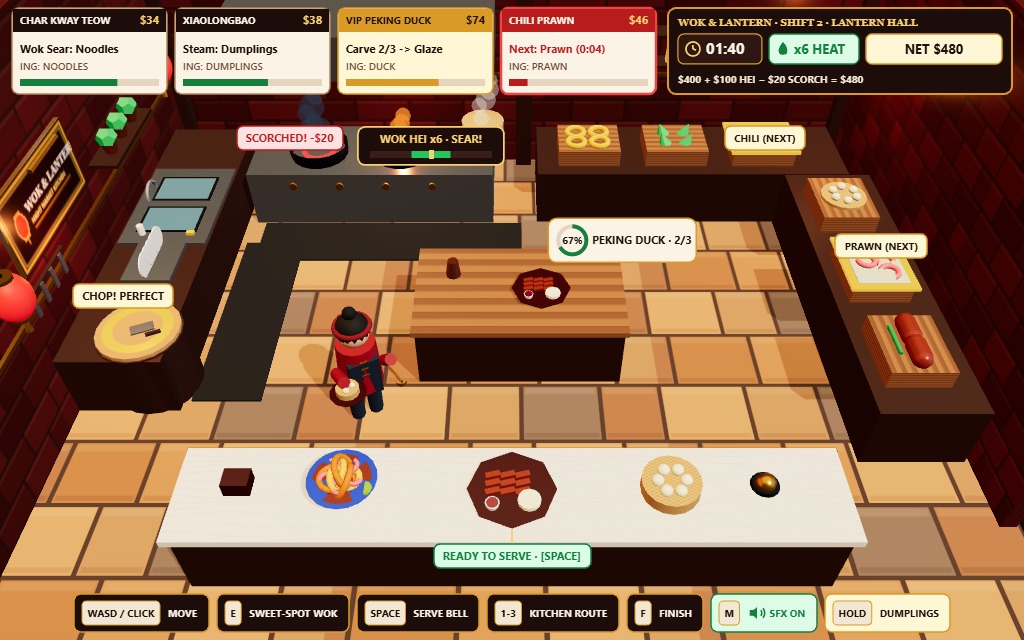 CHAR KWAY TEOW $34
Wok Sear: Noodles
ING: NOODLES
XIAOLONGBAO $38
Steam: Dumplings
ING: DUMPLINGS
VIP PEKING DUCK $74
Carve 2/3 -> Glaze
ING: DUCK
CHILI PRAWN $46
Next: Prawn (0:04)
ING: PRAWN
WOK & LANTERN · SHIFT 2 · LANTERN HALL
01:40
x6 HEAT
NET $480
$400 + $100 HEI − $20 SCORCH = $480
SCORCHED! -$20
WOK HEI x6 · SEAR!
CHILI (NEXT)
WOK & LANTERN
PRAWN (NEXT)
67% PEKING DUCK · 2/3
CHOP! PERFECT
READY TO SERVE · [SPACE]
WASD / CLICK MOVE
E SWEET-SPOT WOK
SPACE SERVE BELL
1-3 KITCHEN ROUTE
F FINISH
M SFX ON
HOLD DUMPLINGS